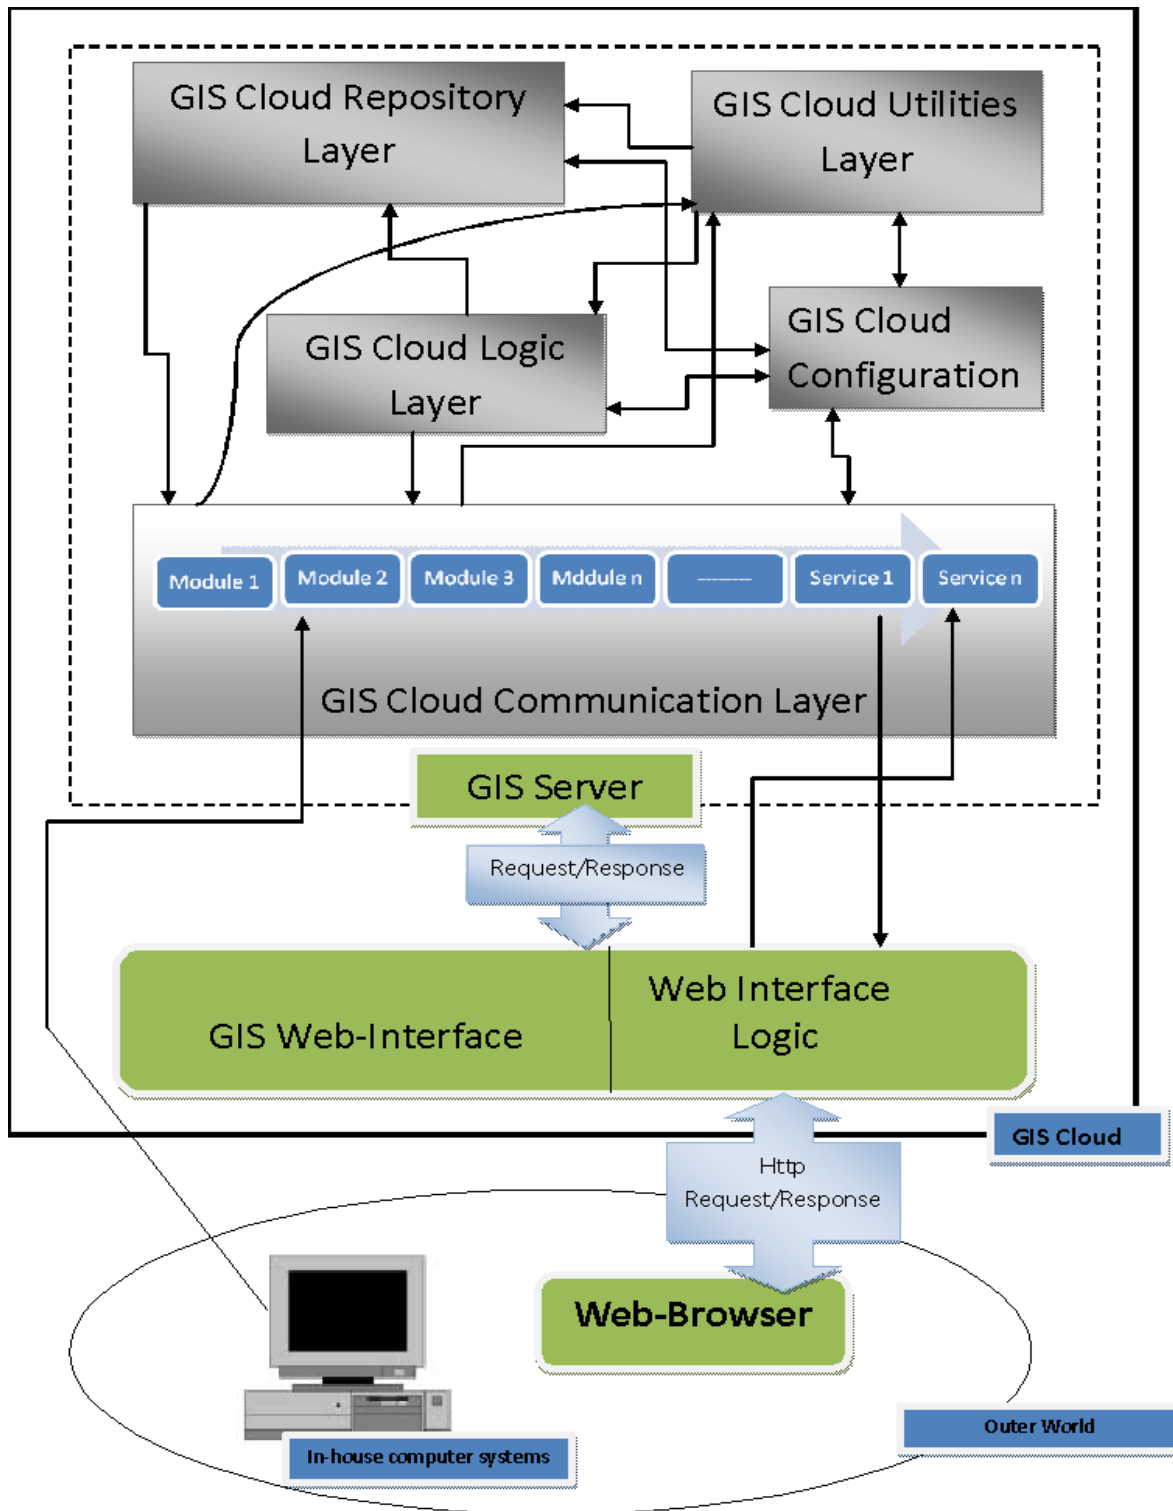 GIS Cloud Repository
Layer
GIS Cloud Utilities
Layer
GIS Cloud Logic
Layer
GIS Cloud
Configuration
Module 1
Module 2
Module 3
Mddule n
----------
Service 1
Service n
GIS Cloud Communication Layer
GIS Server
Request/Response
GIS Web-Interface
Web Interface
Logic
GIS Cloud
Http
Request/Response
Web-Browser
Outer World
In-house computer systems